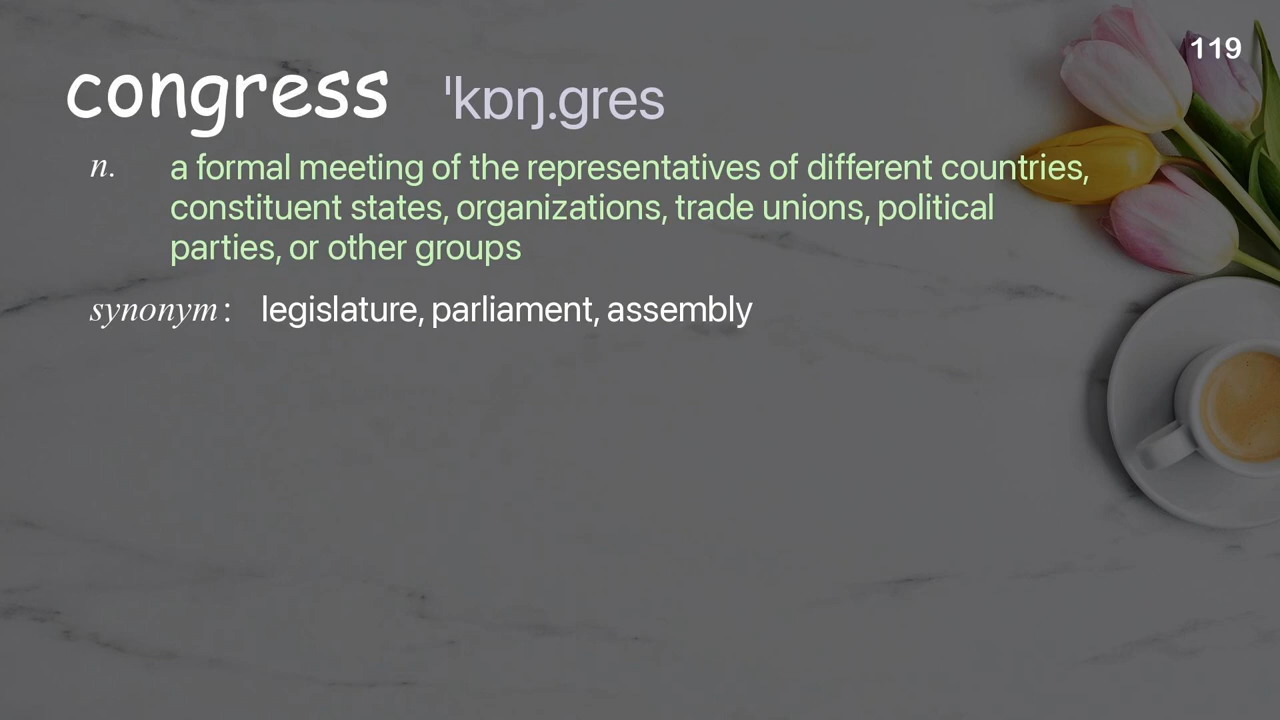 119
congress ˈkɒŋ.gres
n. a formal meeting of the representatives of different countries,
constituent states, organizations, trade unions, political
parties, or other groups
synonym: legislature, parliament, assembly